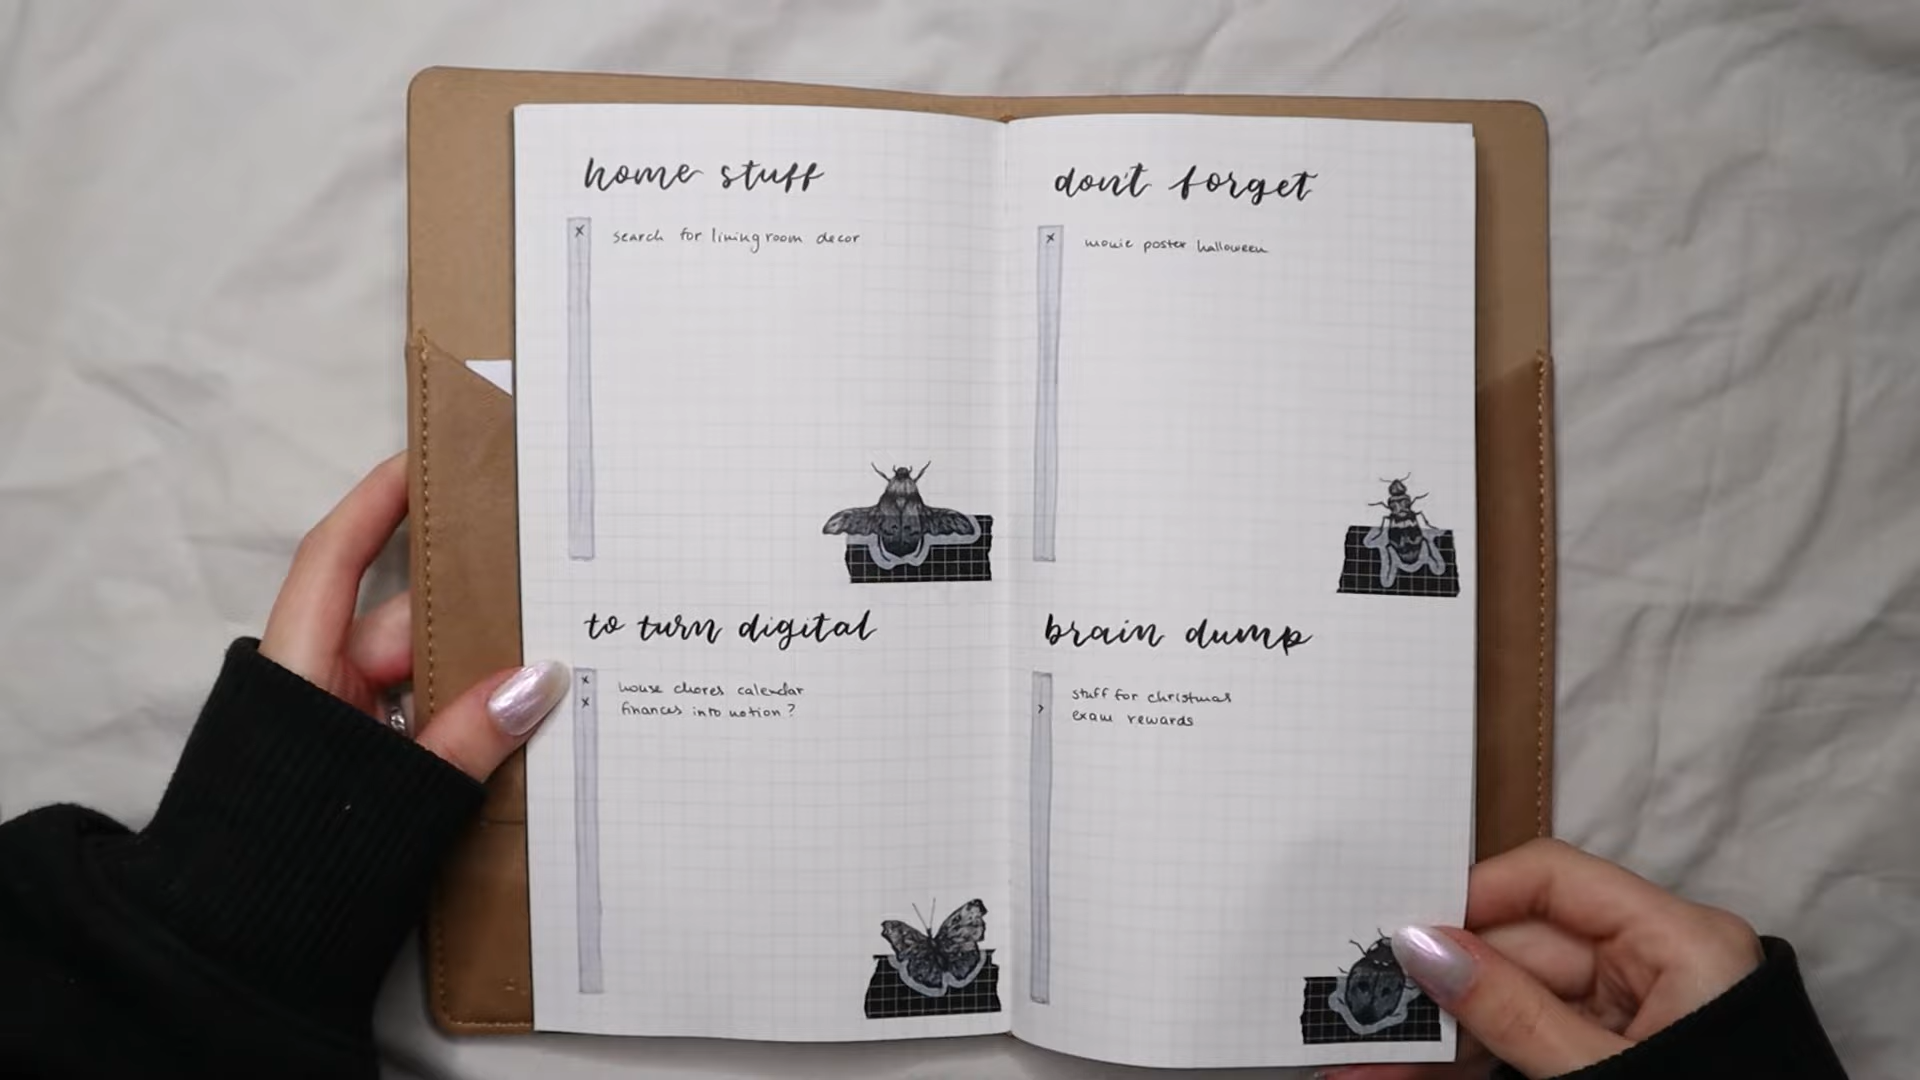 home stuff
x search for living room decor
to turn digital
x house chores calendar
x finances into notion?
don't forget
x movie poster halloween
brain dump
stuff for christmas
> exam rewards